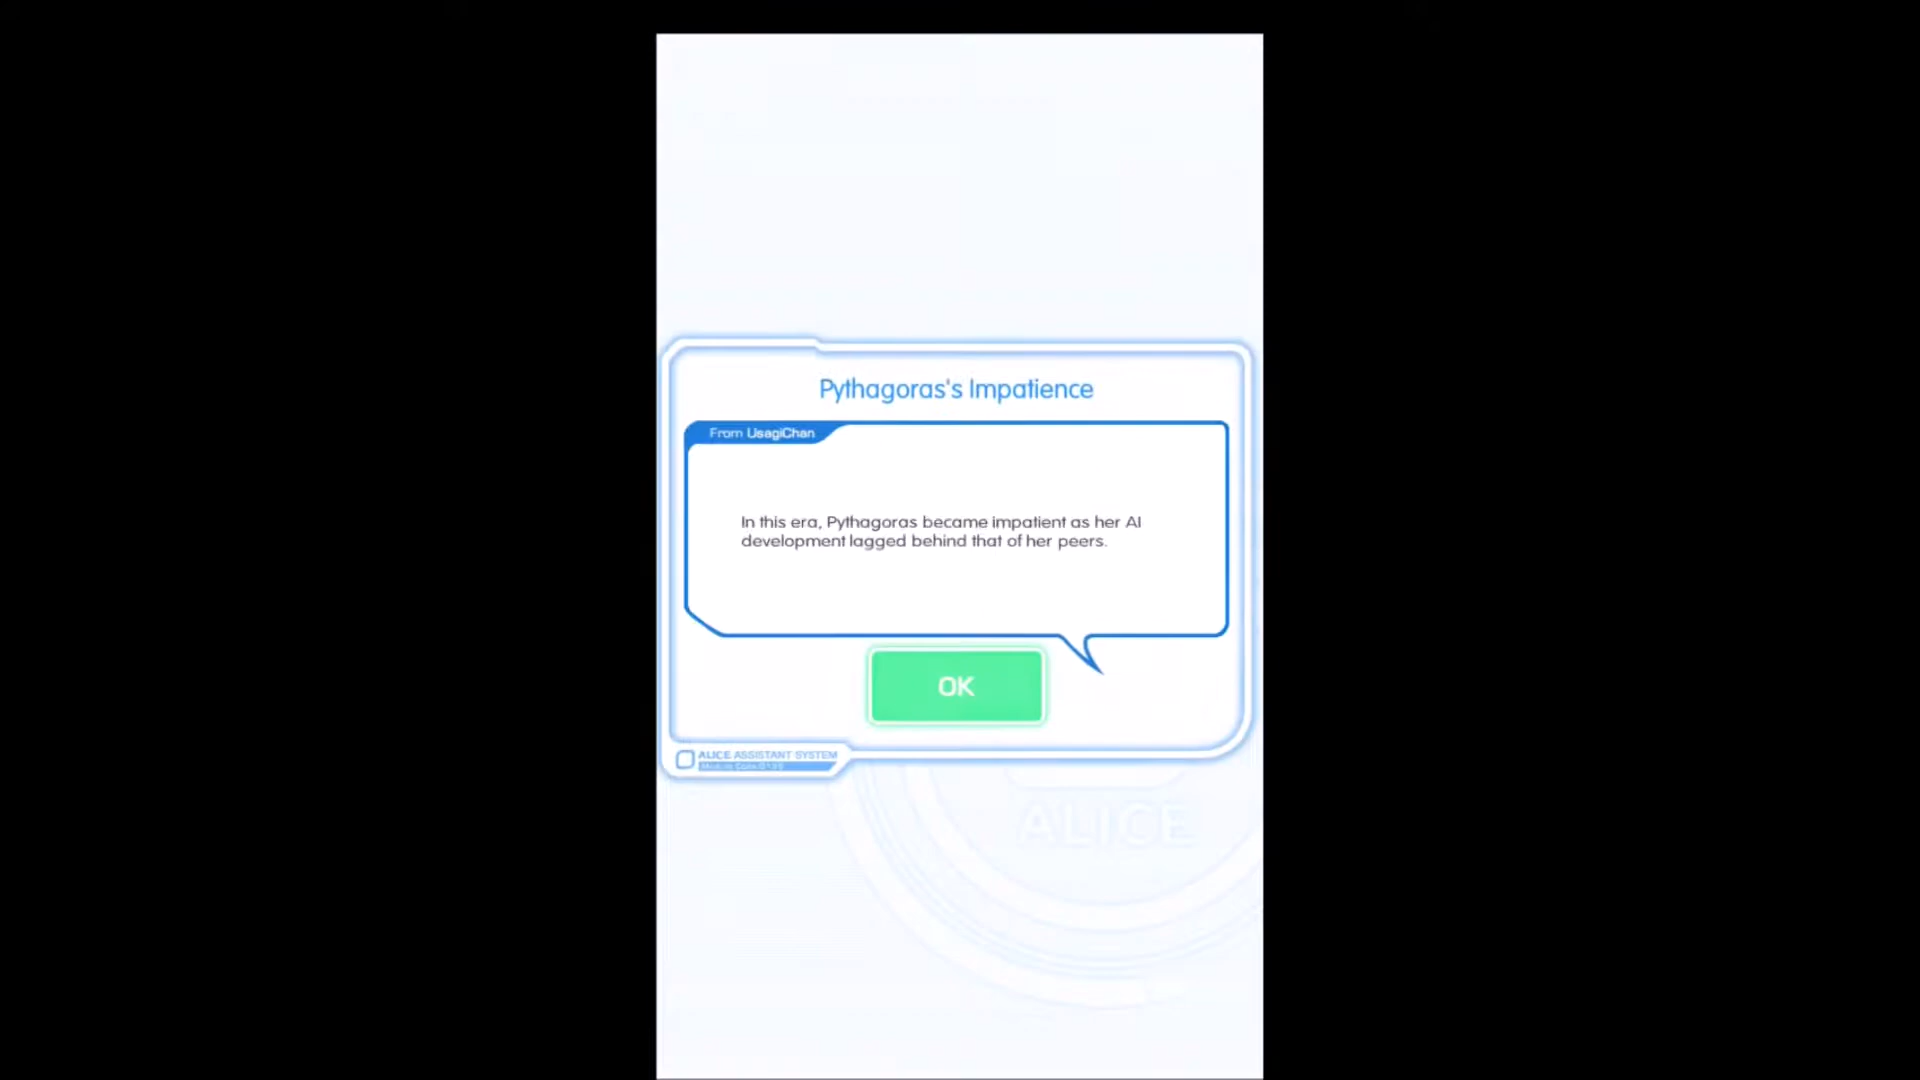 Pythagoras's Impatience
From UsagiChan
In this era, Pythagoras became impatient as her AI
development lagged behind that of her peers.
OK
ALICE ASSISTANT SYSTEM
ALICE